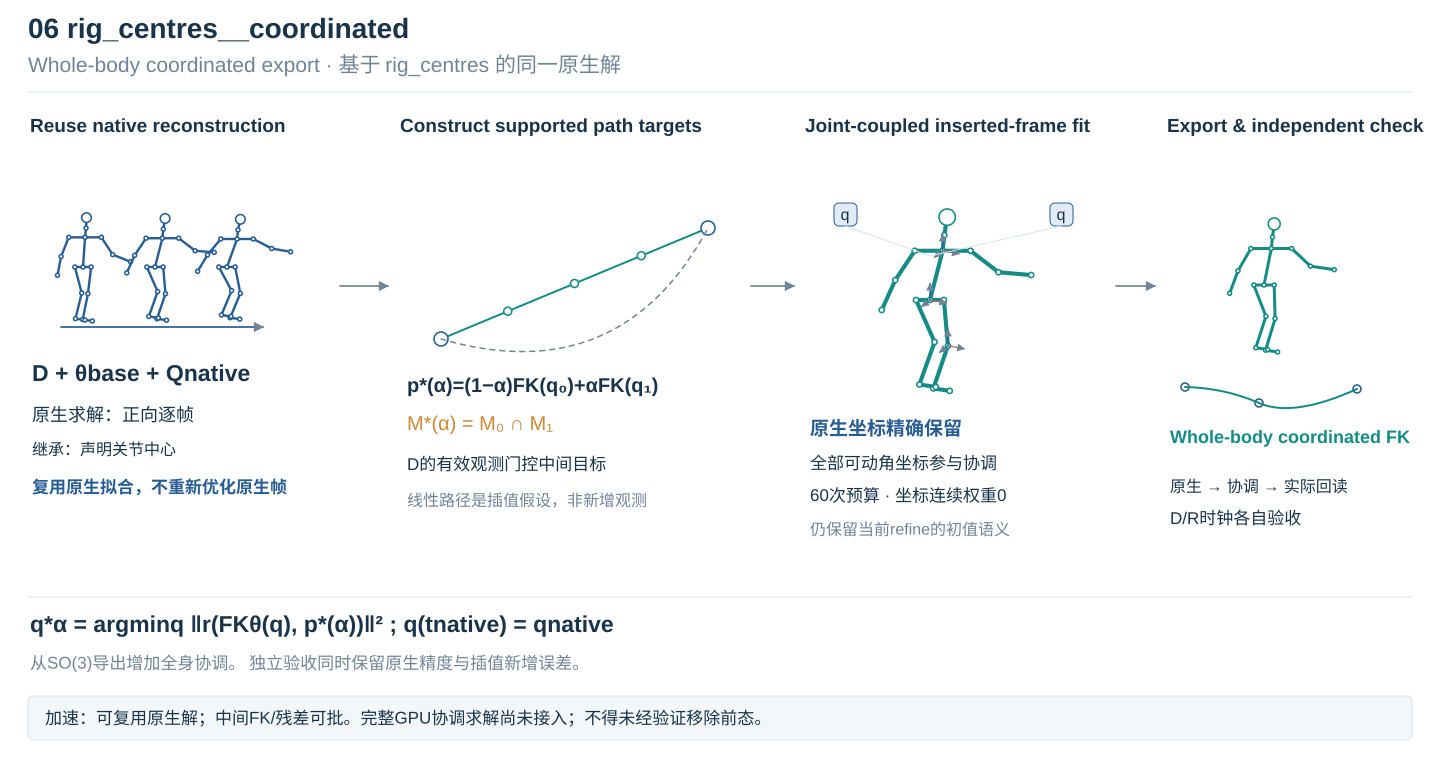 06 rig_centres__coordinated
Whole-body coordinated export · 基于 rig_centres 的同一原生解
Reuse native reconstruction
D + θbase + Qnative
原生求解：正向逐帧
继承：声明关节中心
复用原生拟合，不重新优化原生帧
Construct supported path targets
p*(α)=(1−α)FK(q₀)+αFK(q₁)
M*(α) = M₀ ∩ M₁
D的有效观测门控中间目标
线性路径是插值假设，非新增观测
Joint-coupled inserted-frame fit
q
q
原生坐标精确保留
全部可动角坐标参与协调
60次预算 · 坐标连续权重0
仍保留当前refine的初值语义
Export & independent check
Whole-body coordinated FK
原生 → 协调 → 实际回读
D/R时钟各自验收
q*α = argminq ‖r(FKθ(q), p*(α))‖² ; q(tnative) = qnative
从SO(3)导出增加全身协调。 独立验收同时保留原生精度与插值新增误差。
加速：可复用原生解；中间FK/残差可批。完整GPU协调求解尚未接入；不得未经验证移除前态。